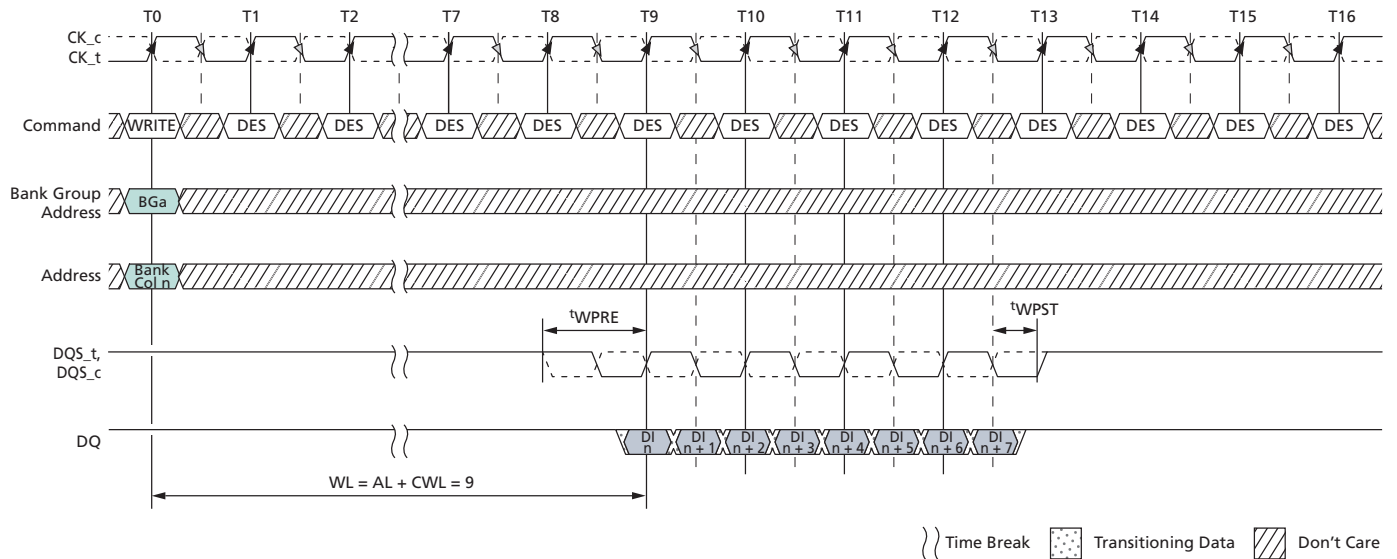 T0 T1 T2 T7 T8 T9 T10 T11 T12 T13 T14 T15 T16
CK_c
CK_t
Command WRITE DES DES DES DES DES DES DES DES DES DES DES DES
Bank Group
Address
BGa
Address
Bank
Col n
tWPRE tWPST
DQS_t,
DQS_c
DQ
DI
n
DI
n + 1
DI
n + 2
DI
n + 3
DI
n + 4
DI
n + 5
DI
n + 6
DI
n + 7
WL = AL + CWL = 9
Time Break Transitioning Data Don't Care